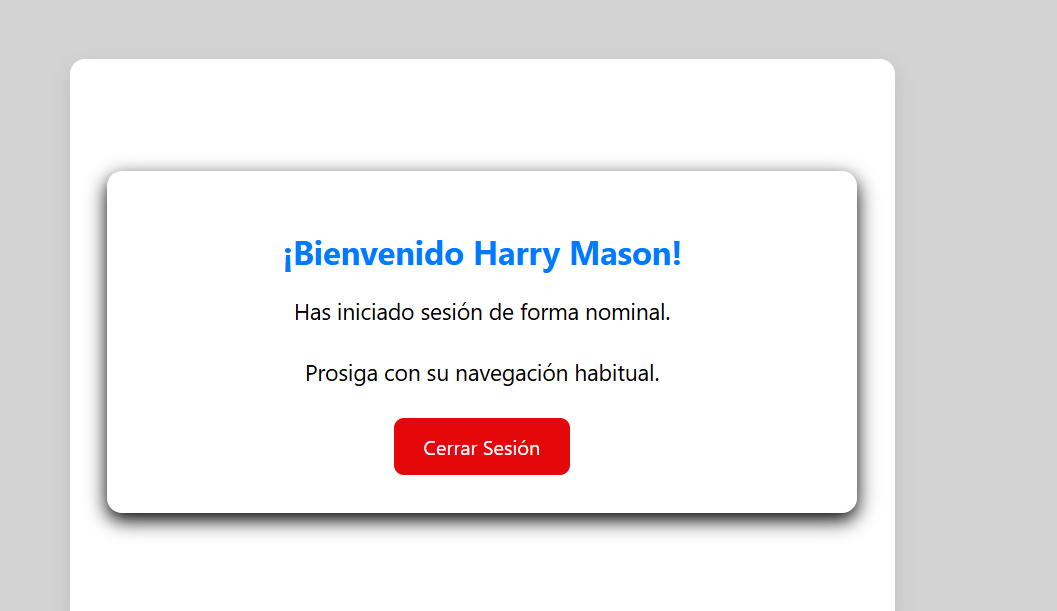 ¡Bienvenido Harry Mason!
Has iniciado sesión de forma nominal.
Prosiga con su navegación habitual.
Cerrar Sesión